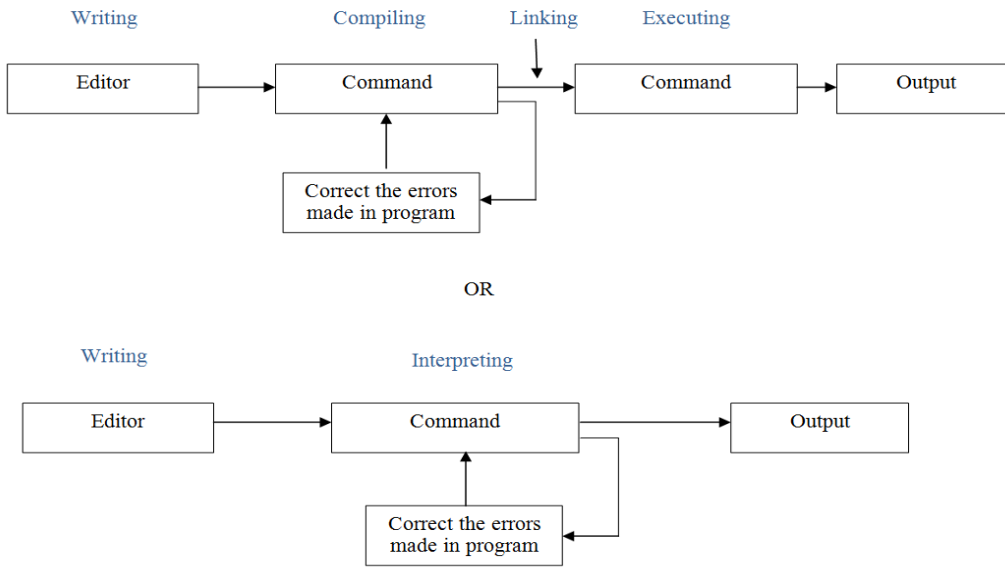 Writing Compiling Linking Executing
Editor Command Command Output
Correct the errors
made in program
OR
Writing Interpreting
Editor Command Output
Correct the errors
made in program